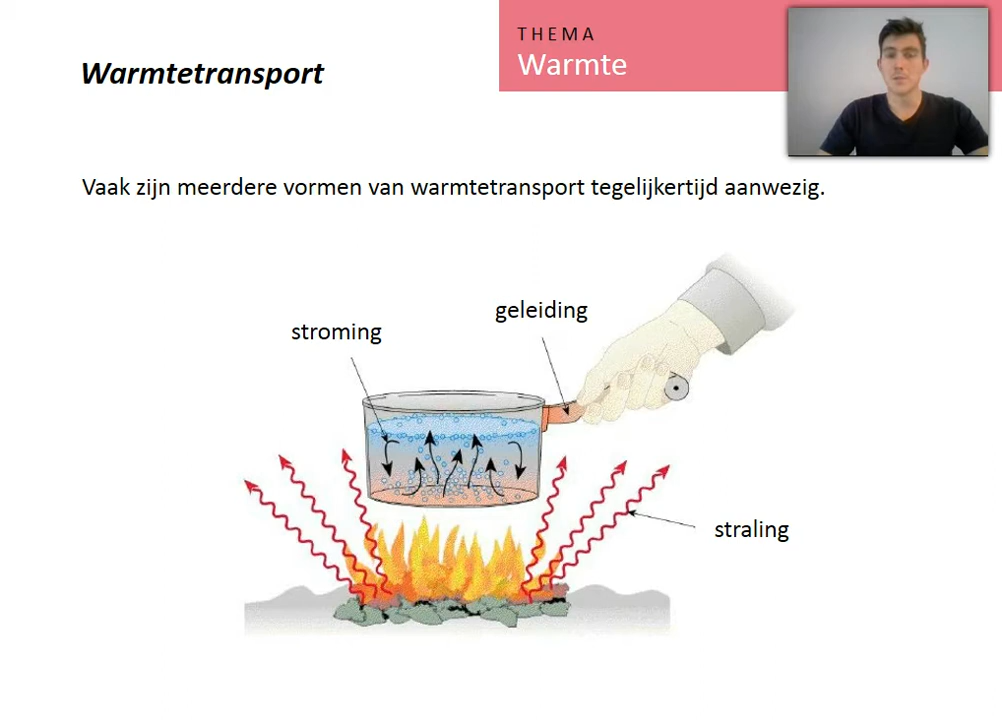 THEMA
Warmte
Warmtetransport
Vaak zijn meerdere vormen van warmtetransport tegelijkertijd aanwezig.
geleiding
stroming
straling